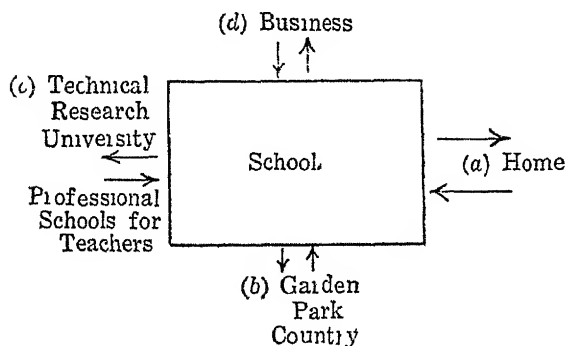 (d) Business
(c) Technical
Research
University
School
(a) Home
Professional
Schools for
Teachers
(b) Garden
Park
Country